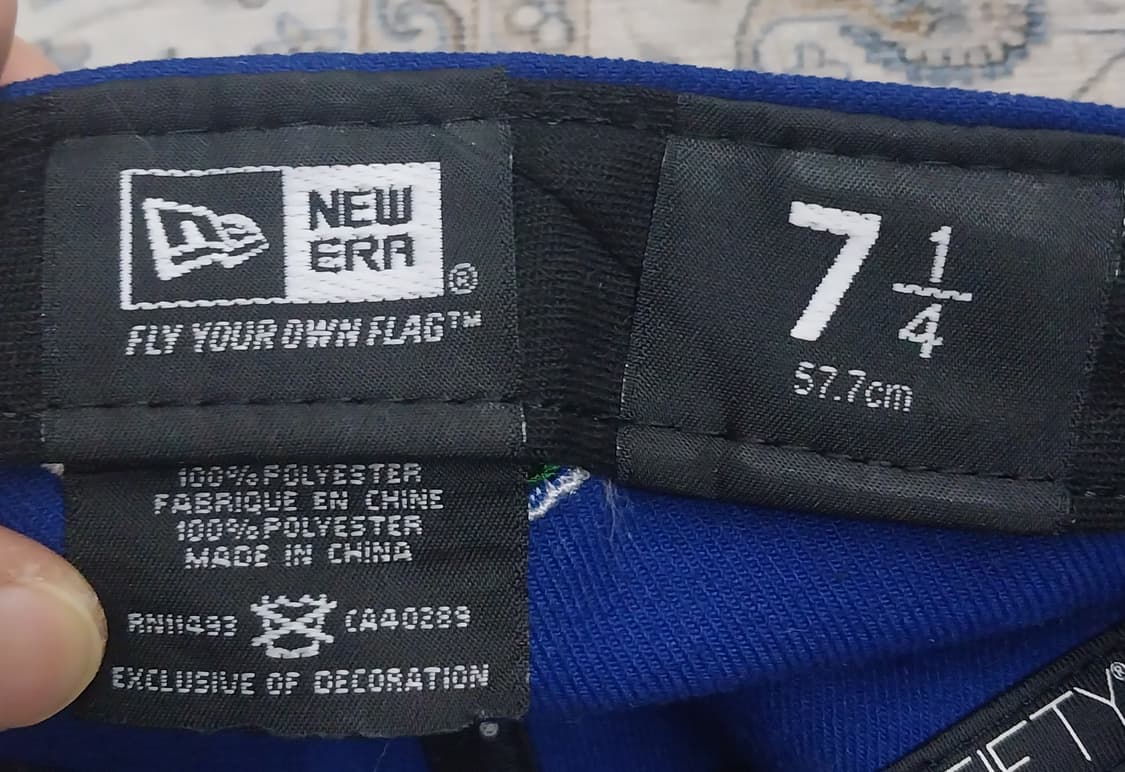 NEW
ERA®
FLY YOUR OWN FLAG™
7 1/4
57.7cm
100% POLYESTER
FABRIQUE EN CHINE
100% POLYESTER
MADE IN CHINA
RN11493 CA40289
EXCLUSIVE OF DECORATION